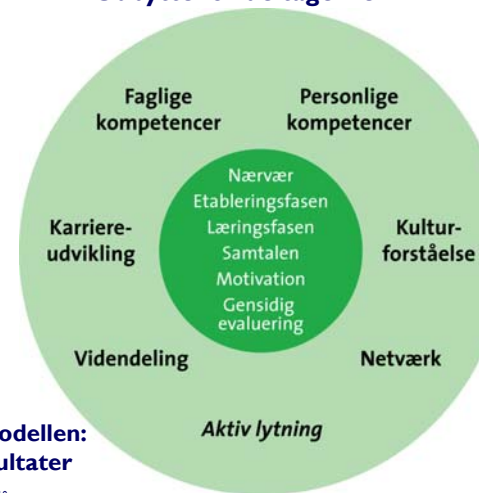 Faglige
kompetencer
Personlige
kompetencer
Nærvær
Etableringsfasen
Læringsfasen
Samtalen
Motivation
Gensidig
evaluering
Karriere-
udvikling
Kultur-
forståelse
Videndeling
Netværk
Aktiv lytning
odellen:
ultater